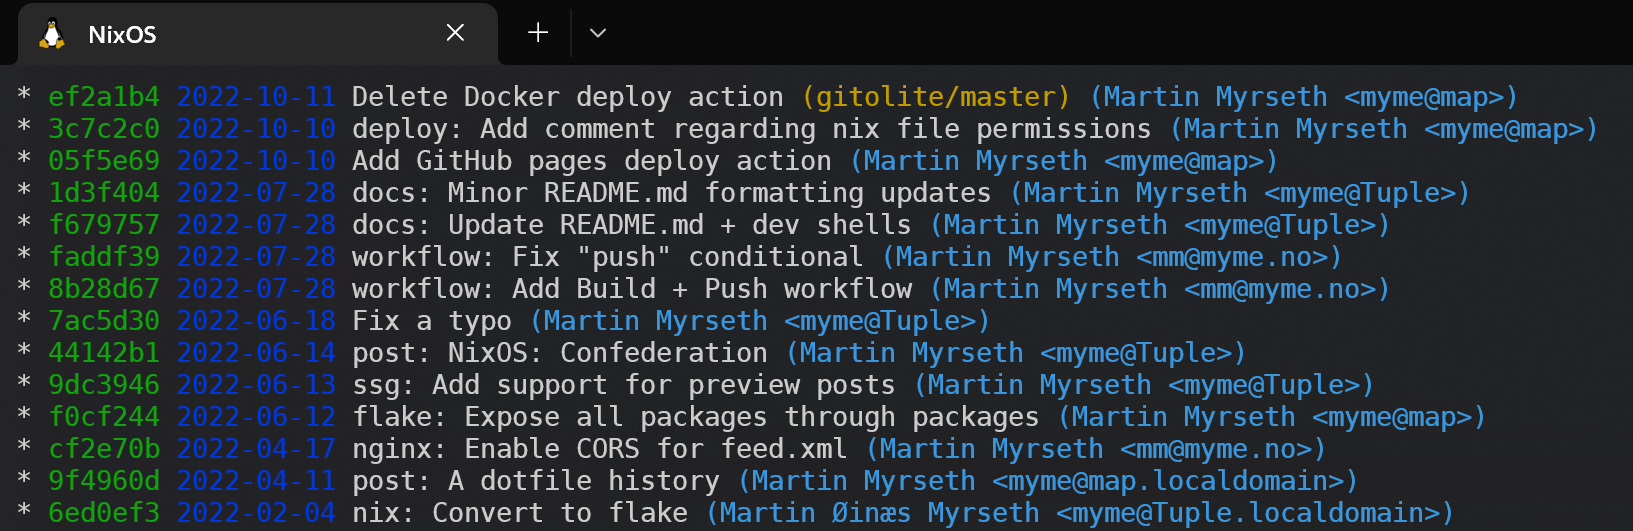 NixOS
* ef2a1b4 2022-10-11 Delete Docker deploy action (gitolite/master) (Martin Myrseth <myme@map>)
* 3c7c2c0 2022-10-10 deploy: Add comment regarding nix file permissions (Martin Myrseth <myme@map>)
* 05f5e69 2022-10-10 Add GitHub pages deploy action (Martin Myrseth <myme@map>)
* 1d3f404 2022-07-28 docs: Minor README.md formatting updates (Martin Myrseth <myme@Tuple>)
* f679757 2022-07-28 docs: Update README.md + dev shells (Martin Myrseth <myme@Tuple>)
* faddf39 2022-07-28 workflow: Fix "push" conditional (Martin Myrseth <mm@myme.no>)
* 8b28d67 2022-07-28 workflow: Add Build + Push workflow (Martin Myrseth <mm@myme.no>)
* 7ac5d30 2022-06-18 Fix a typo (Martin Myrseth <myme@Tuple>)
* 44142b1 2022-06-14 post: NixOS: Confederation (Martin Myrseth <myme@Tuple>)
* 9dc3946 2022-06-13 ssg: Add support for preview posts (Martin Myrseth <myme@Tuple>)
* f0cf244 2022-06-12 flake: Expose all packages through packages (Martin Myrseth <myme@map>)
* cf2e70b 2022-04-17 nginx: Enable CORS for feed.xml (Martin Myrseth <mm@myme.no>)
* 9f4960d 2022-04-11 post: A dotfile history (Martin Myrseth <myme@map.localdomain>)
* 6ed0ef3 2022-02-04 nix: Convert to flake (Martin Øinæs Myrseth <myme@Tuple.localdomain>)